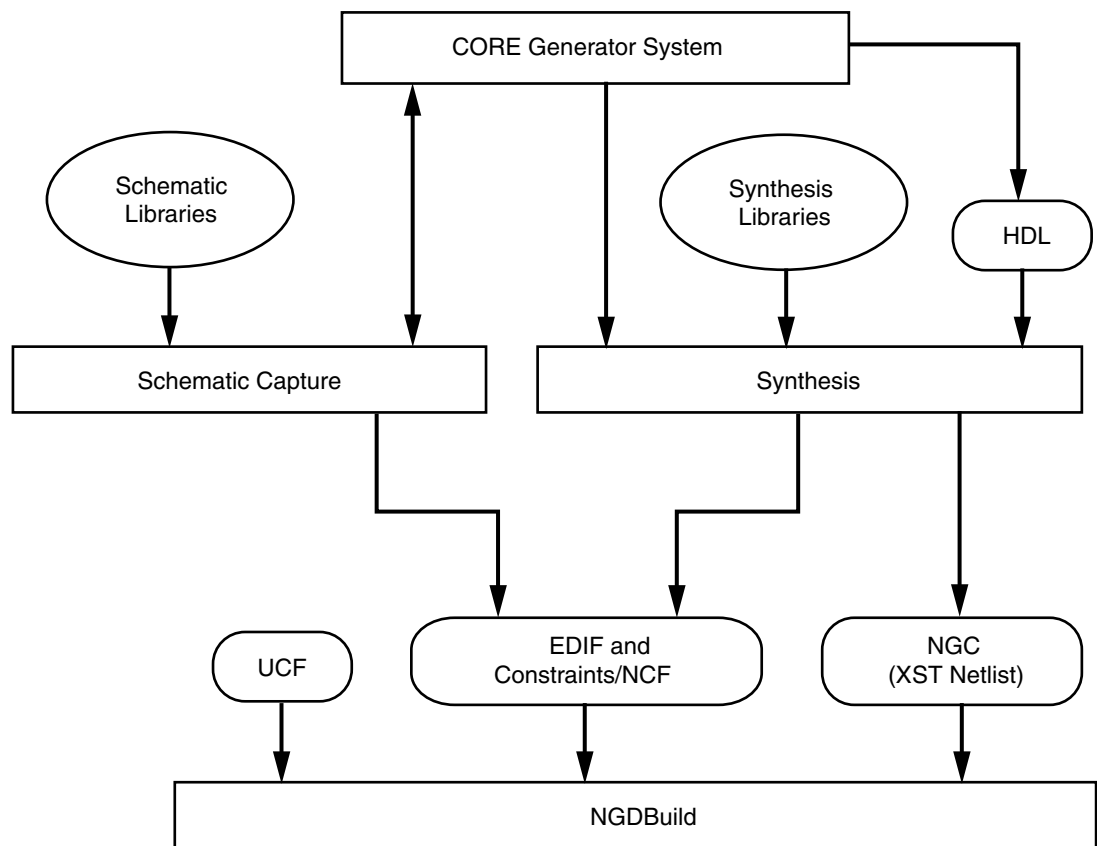 CORE Generator System
Schematic
Libraries
Synthesis
Libraries
HDL
Schematic Capture
Synthesis
UCF
EDIF and
Constraints/NCF
NGC
(XST Netlist)
NGDBuild